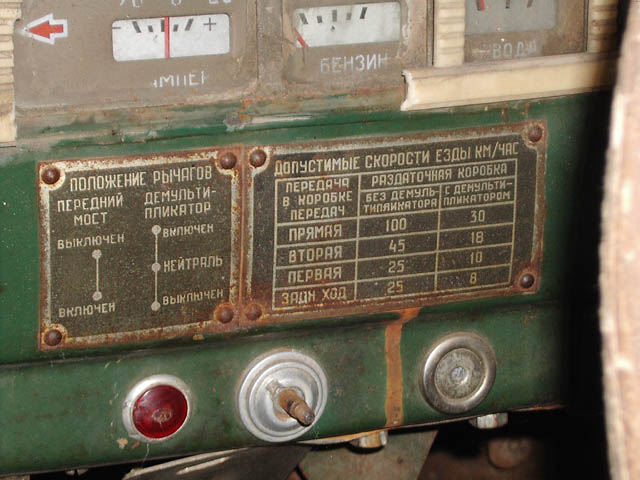 АМПЕР
БЕНЗИН
ВОДА
ПОЛОЖЕНИЕ РЫЧАГОВ
ПЕРЕДНИЙ МОСТ
ДЕМУЛЬТИ-
ПЛИКАТОР
ВЫКЛЮЧЕН
ВКЛЮЧЕН
ВКЛЮЧЕН
НЕЙТРАЛЬ
ВЫКЛЮЧЕН
ДОПУСТИМЫЕ СКОРОСТИ ЕЗДЫ КМ/ЧАС
ПЕРЕДАЧА
В КОРОБКЕ
ПЕРЕДАЧ
РАЗДАТОЧНАЯ КОРОБКА
БЕЗ ДЕМУЛЬ-
ТИПЛИКАТОРА
С ДЕМУЛЬТИ-
ПЛИКАТОРОМ
ПРЯМАЯ 100 30
ВТОРАЯ 45 18
ПЕРВАЯ 25 10
ЗАДН ХОД 25 8